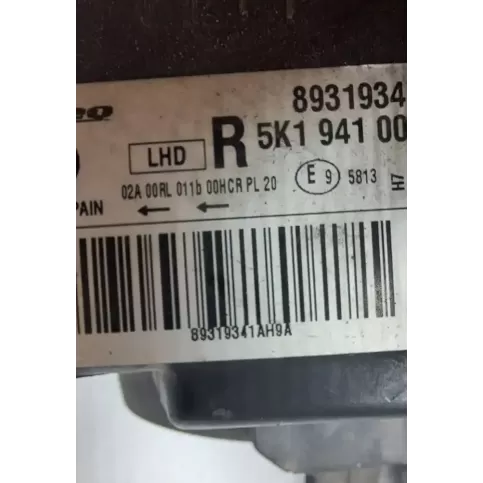 8931934
LHD R 5K1 941 00
02A 00RL 011b 00HCR PL 20 E 9 5813 H7
PAIN ← ←
89319341AH9A